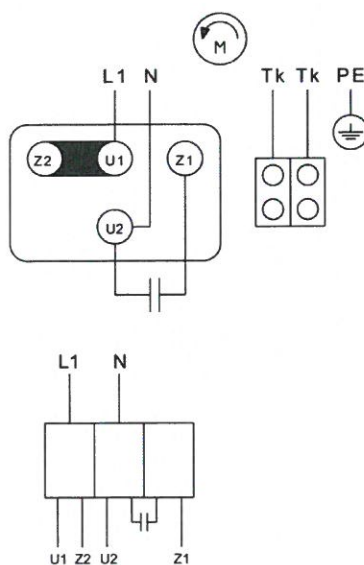 M
L1 N
Tk Tk PE
Z2 U1 Z1
U2
L1 N
U1 Z2 U2 Z1